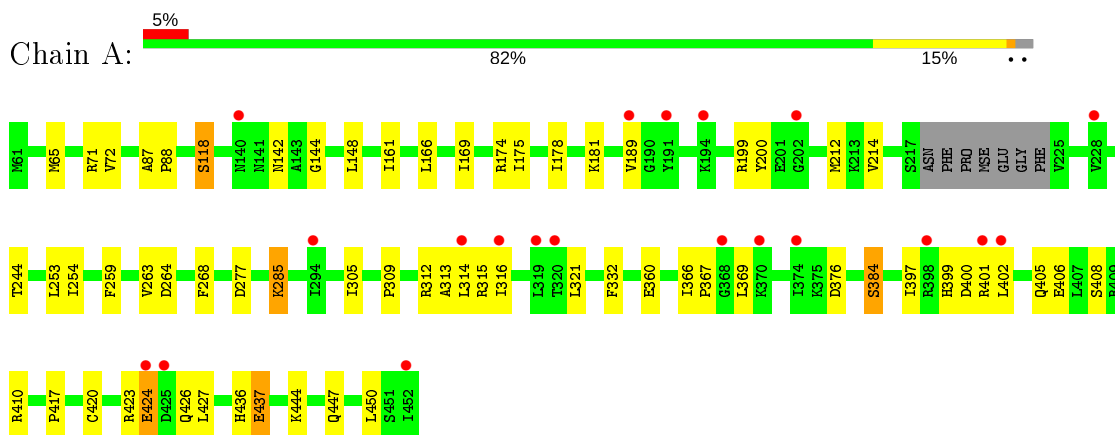 5%
Chain A:
82% 15% • •
M61 M65 R71 V72 A87 P88 S118 N140 N141 N142 A143 G144 L148 I161 L166 I169 R174 I175 I178 K181 V189 G190 Y191 K194 R199 Y200 E201 G202 M212 K213 V214 S217 ASN PHE PRO MSE GLU GLY PHE V225 V228
T244 L253 I254 F259 V263 D264 F268 D277 K285 I294 I305 P309 R312 A313 L314 R315 I316 L319 T320 L321 F332 E360 I366 P367 G368 L369 K370 I374 K375 D376 S384 I397 R398 H399 D400 R401 L402 Q405 E406 L407 S408 R409
R410 P417 C420 R423 E424 D425 Q426 L427 H436 E437 K444 Q447 L450 S451 I452